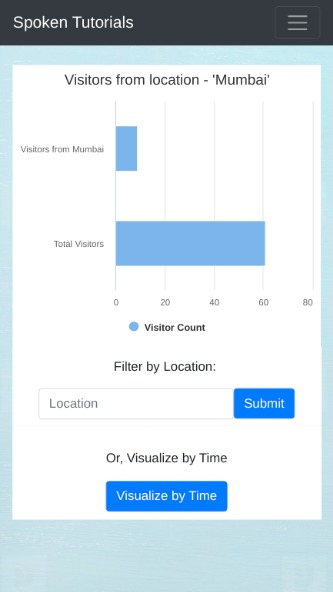 Spoken Tutorials
Visitors from location - 'Mumbai'
Visitors from Mumbai
Total Visitors
0 20 40 60 80
Visitor Count
Filter by Location:
Location Submit
Or, Visualize by Time
Visualize by Time